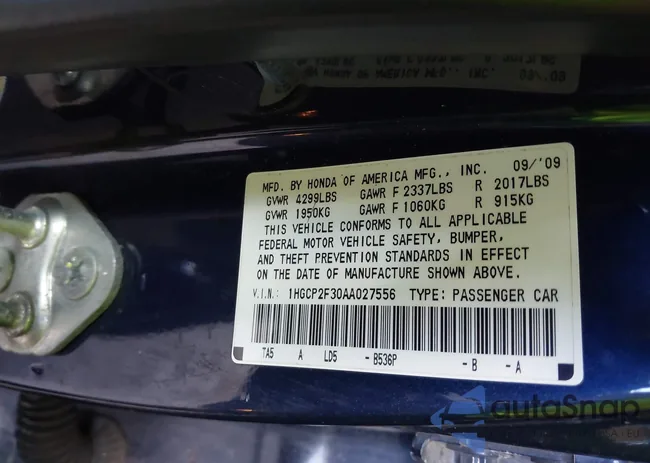 MFD. BY HONDA OF AMERICA MFG., INC. 09/'09
GVWR 4299LBS GAWR F 2337LBS R 2017LBS
GVWR 1950KG GAWR F 1060KG R 915KG
THIS VEHICLE CONFORMS TO ALL APPLICABLE
FEDERAL MOTOR VEHICLE SAFETY, BUMPER,
AND THEFT PREVENTION STANDARDS IN EFFECT
ON THE DATE OF MANUFACTURE SHOWN ABOVE.
V.I.N.: 1HGCP2F30AA027556 TYPE: PASSENGER CAR
TA5 A LD5 - B536P - B - A
autoSnap